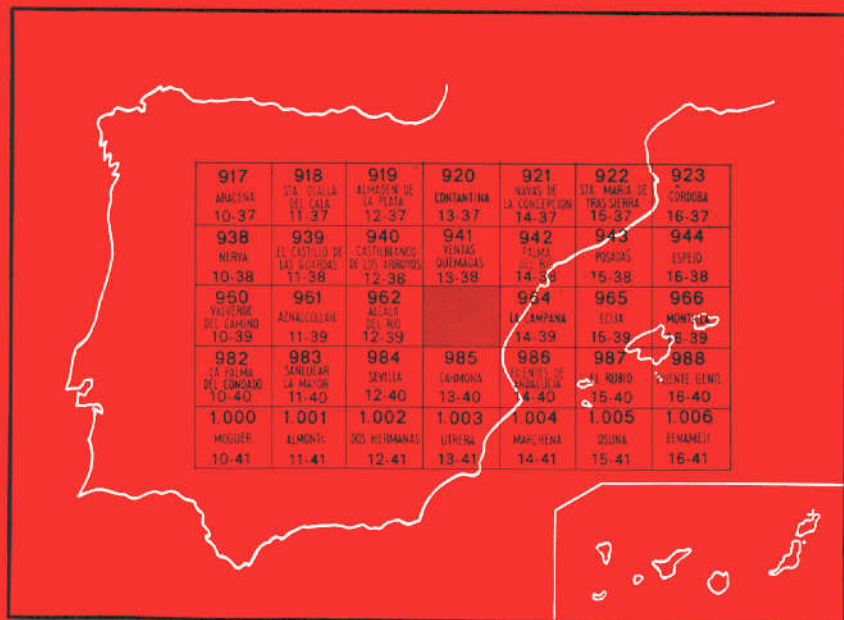 917
ARACENA
10-37
918
STA OLALLA
DEL CALA
11-37
919
ALMADEN DE
LA PLATA
12-37
920
CONTANTINA
13-37
921
NAVAS DE
LA CONCEPCION
14-37
922
STA. MARIA DE
TRAS SIERRA
15-37
923
CORDOBA
16-37
938
NERVA
10-38
939
EL CASTILLO DE
LAS GUARDAS
11-38
940
CASTILBLANCO
DE LOS ARROYOS
12-38
941
VENTAS
QUEMADAS
13-38
942
PALMA
DEL RIO
14-38
943
POSADAS
15-38
944
ESPEJO
16-38
960
VALVERDE
DEL CAMINO
10-39
961
AZNALCOLLAR
11-39
962
ALCALA
DEL RIO
12-39
964
LA CAMPANA
14-39
965
ECIJA
15-39
966
MONTILLA
16-39
982
LA PALMA
DEL CONDADO
10-40
983
SANLUCAR
LA MAYOR
11-40
984
SEVILLA
12-40
985
CARMONA
13-40
986
FUENTES DE
ANDALUCIA
14-40
987
EL RUBIO
15-40
988
PUENTE GENIL
16-40
1.000
MOGUER
10-41
1.001
ALMONTE
11-41
1.002
DOS HERMANAS
12-41
1.003
UTRERA
13-41
1.004
MARCHENA
14-41
1.005
OSUNA
15-41
1.006
BENAMEJI
16-41